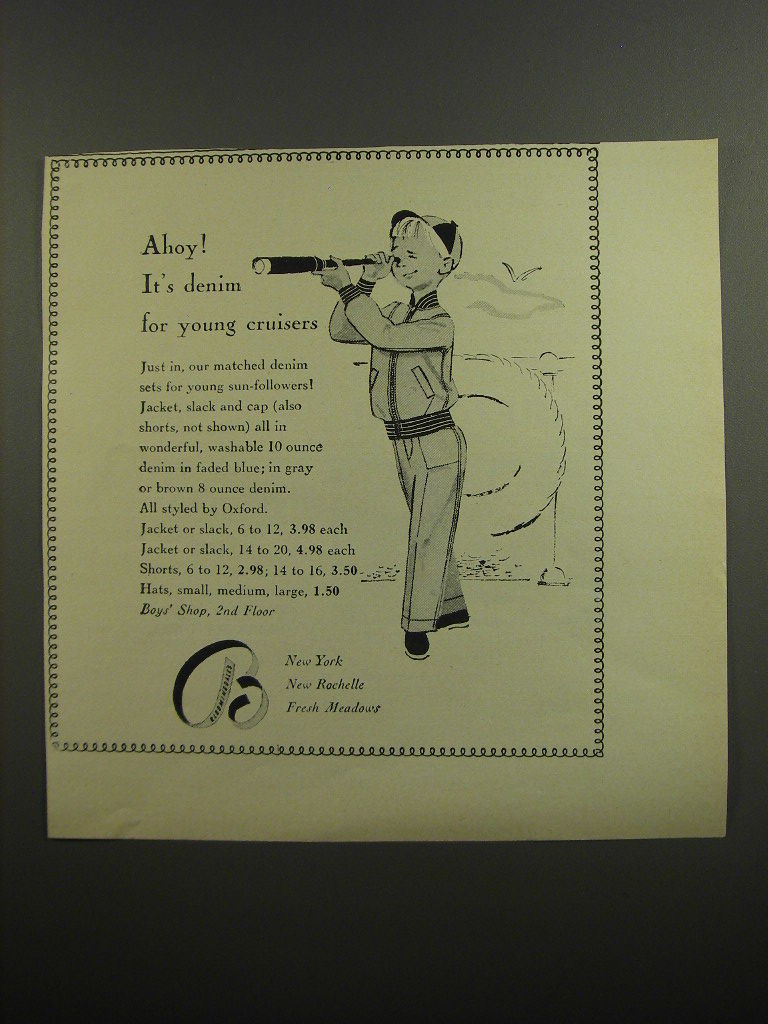 Ahoy!
It's denim
for young cruisers
Just in, our matched denim
sets for young sun-followers!
Jacket, slack and cap (also
shorts, not shown) all in
wonderful, washable 10 ounce
denim in faded blue; in gray
or brown 8 ounce denim.
All styled by Oxford.
Jacket or slack, 6 to 12, 3.98 each
Jacket or slack, 14 to 20, 4.98 each
Shorts, 6 to 12, 2.98; 14 to 16, 3.50
Hats, small, medium, large, 1.50
Boys' Shop, 2nd Floor
B
BLOOMINGDALE'S
New York
New Rochelle
Fresh Meadows